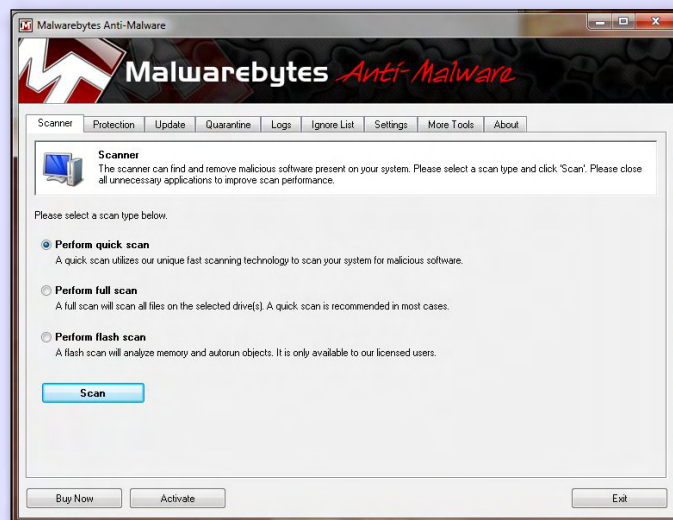 Malwarebytes Anti-Malware
Malwarebytes Anti-Malware
Scanner Protection Update Quarantine Logs Ignore List Settings More Tools About
Scanner
The scanner can find and remove malicious software present on your system. Please select a scan type and click 'Scan'. Please close
all unnecessary applications to improve scan performance.
Please select a scan type below.
Perform quick scan
A quick scan utilizes our unique fast scanning technology to scan your system for malicious software.
Perform full scan
A full scan will scan all files on the selected drive(s). A quick scan is recommended in most cases.
Perform flash scan
A flash scan will analyze memory and autorun objects. It is only available to our licensed users.
Scan
Buy Now Activate Exit